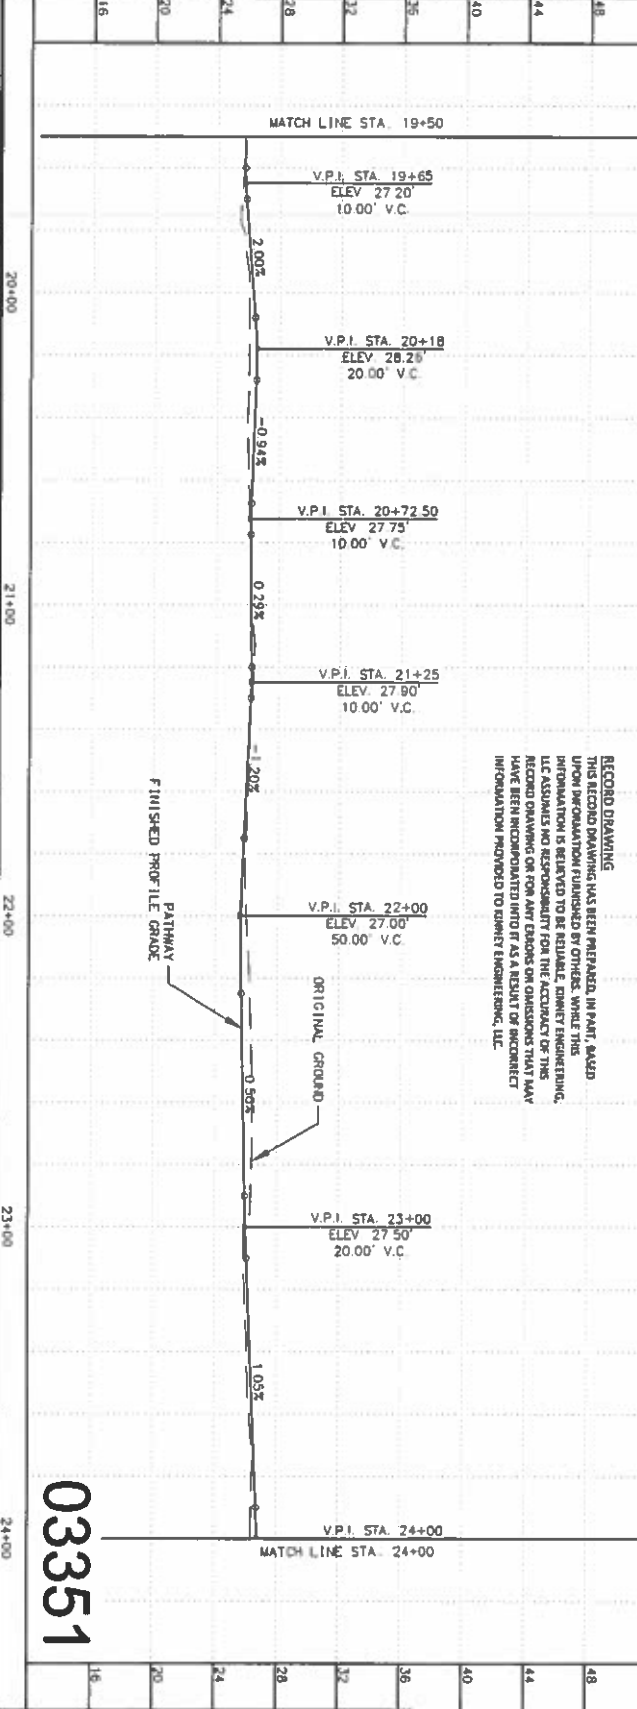 48
44
40
36
32
28
24
20
16
MATCH LINE STA. 19+50
V.P.I. STA. 19+65
ELEV 27.20'
10.00' V.C.
2.00%
V.P.I. STA. 20+18
ELEV 28.26'
20.00' V.C.
-0.94%
V.P.I. STA. 20+72.50
ELEV 27.75'
10.00' V.C.
0.29%
V.P.I. STA. 21+25
ELEV. 27.90'
10.00' V.C.
-1.20%
V.P.I. STA. 22+00
ELEV 27.00'
50.00' V.C.
0.50%
V.P.I. STA. 23+00
ELEV 27.50'
20.00' V.C.
1.05%
V.P.I. STA. 24+00
MATCH LINE STA. 24+00
RECORD DRAWING
THIS RECORD DRAWING HAS BEEN PREPARED, IN PART, BASED
UPON INFORMATION FURNISHED BY OTHERS. WHILE THIS
INFORMATION IS BELIEVED TO BE RELIABLE, KINNEY ENGINEERING,
LLC ASSUMES NO RESPONSIBILITY FOR THE ACCURACY OF THIS
RECORD DRAWING OR FOR ANY ERRORS OR OMISSIONS THAT MAY
HAVE BEEN INCORPORATED INTO IT AS A RESULT OF INCORRECT
INFORMATION PROVIDED TO KINNEY ENGINEERING, LLC.
ORIGINAL GROUND
PATHWAY
FINISHED PROFILE GRADE
48
44
40
36
32
28
24
20
16
20+00
21+00
22+00
23+00
24+00
03351